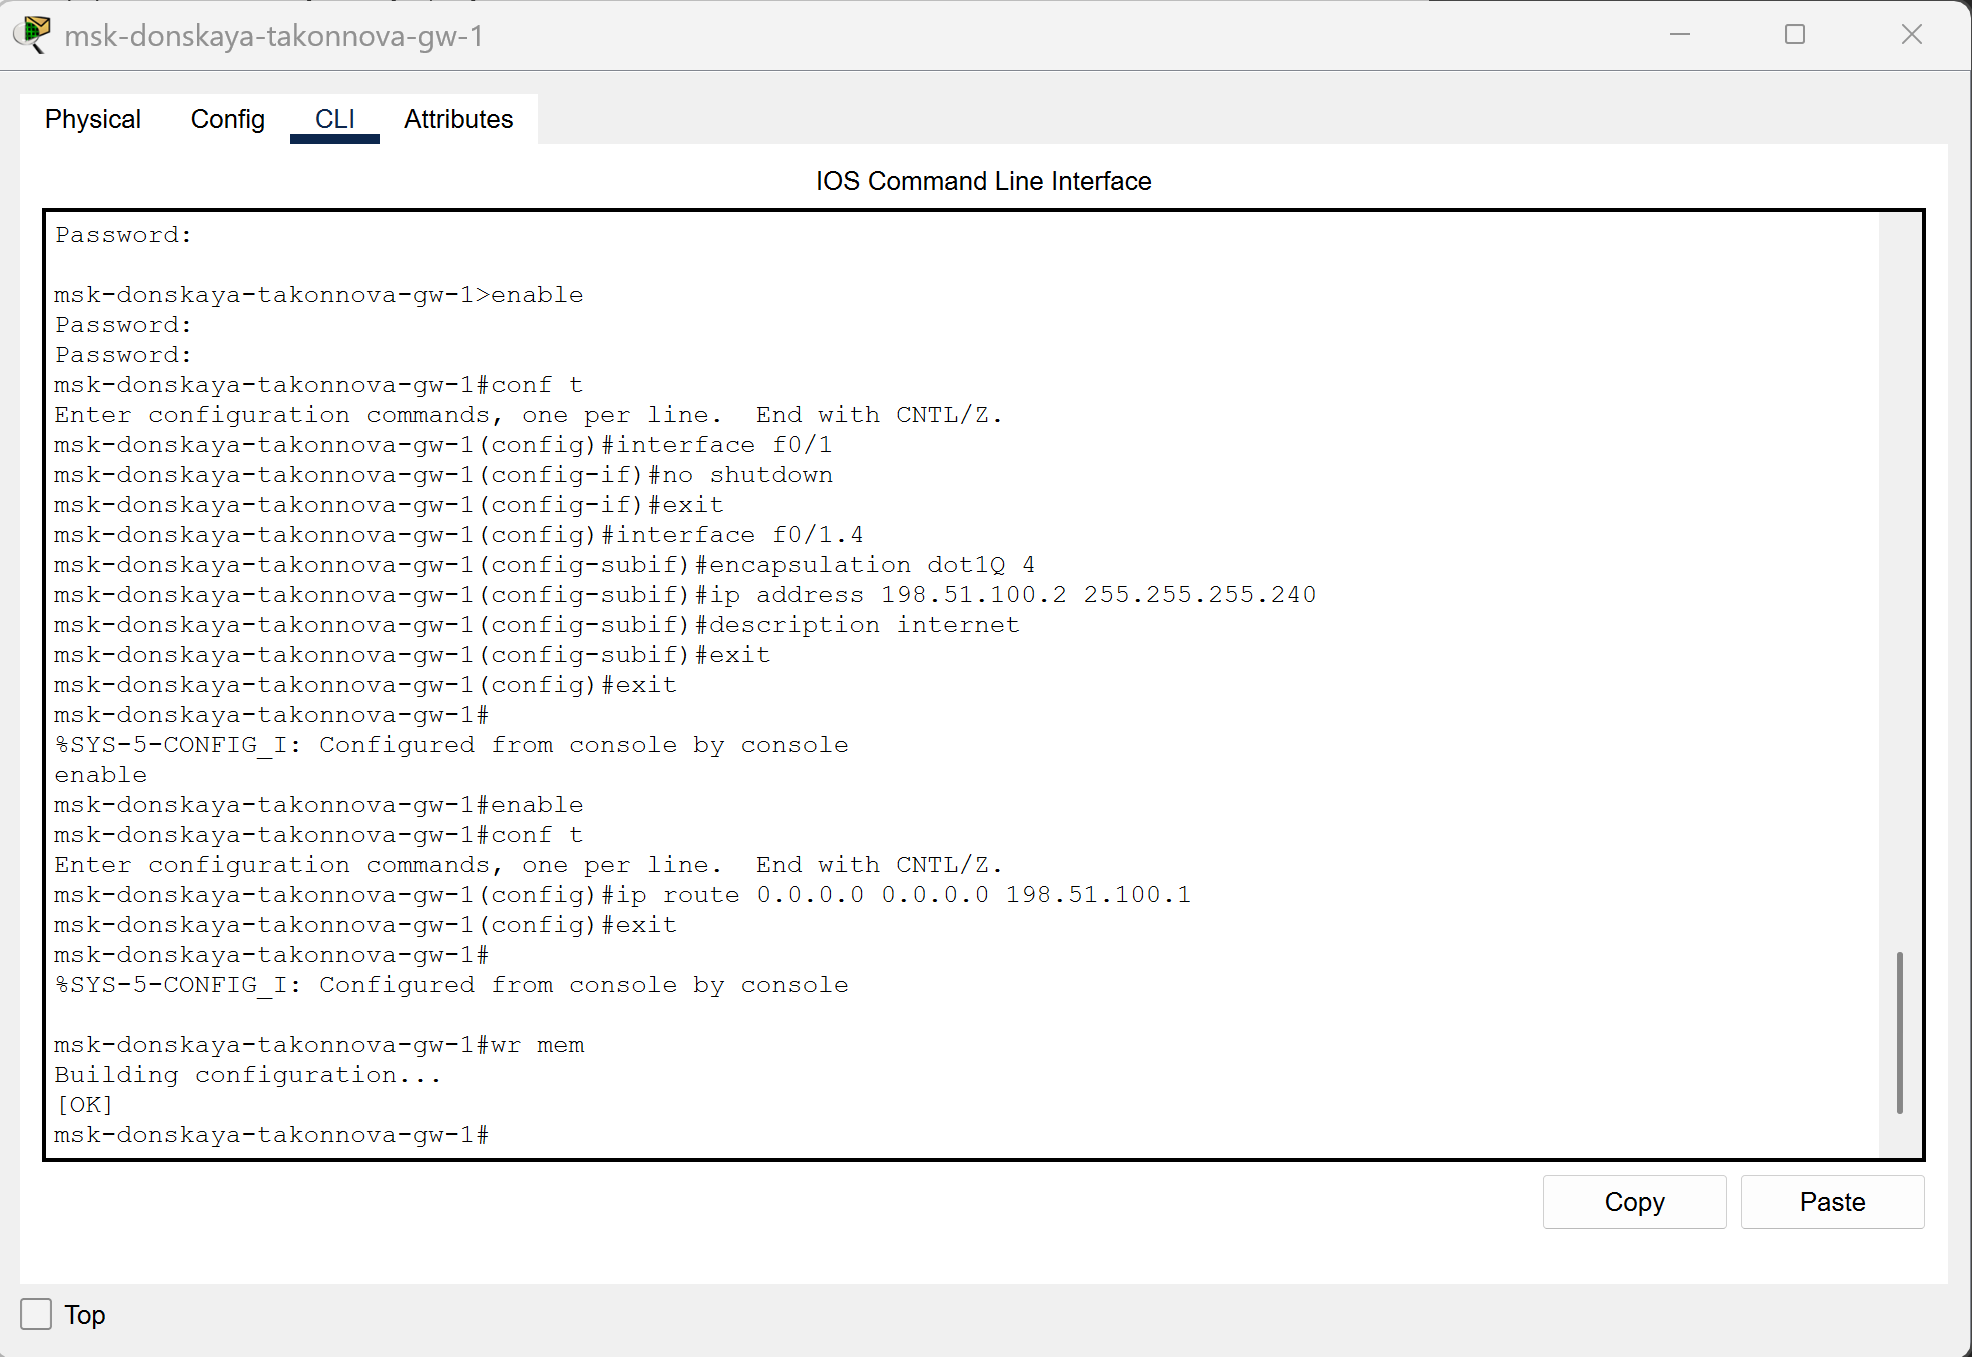 msk-donskaya-takonnova-gw-1
Physical Config CLI Attributes
IOS Command Line Interface
Password:
msk-donskaya-takonnova-gw-1>enable
Password:
Password:
msk-donskaya-takonnova-gw-1#conf t
Enter configuration commands, one per line.  End with CNTL/Z.
msk-donskaya-takonnova-gw-1(config)#interface f0/1
msk-donskaya-takonnova-gw-1(config-if)#no shutdown
msk-donskaya-takonnova-gw-1(config-if)#exit
msk-donskaya-takonnova-gw-1(config)#interface f0/1.4
msk-donskaya-takonnova-gw-1(config-subif)#encapsulation dot1Q 4
msk-donskaya-takonnova-gw-1(config-subif)#ip address 198.51.100.2 255.255.255.240
msk-donskaya-takonnova-gw-1(config-subif)#description internet
msk-donskaya-takonnova-gw-1(config-subif)#exit
msk-donskaya-takonnova-gw-1(config)#exit
msk-donskaya-takonnova-gw-1#
%SYS-5-CONFIG_I: Configured from console by console
enable
msk-donskaya-takonnova-gw-1#enable
msk-donskaya-takonnova-gw-1#conf t
Enter configuration commands, one per line.  End with CNTL/Z.
msk-donskaya-takonnova-gw-1(config)#ip route 0.0.0.0 0.0.0.0 198.51.100.1
msk-donskaya-takonnova-gw-1(config)#exit
msk-donskaya-takonnova-gw-1#
%SYS-5-CONFIG_I: Configured from console by console
msk-donskaya-takonnova-gw-1#wr mem
Building configuration...
[OK]
msk-donskaya-takonnova-gw-1#
Copy Paste
Top